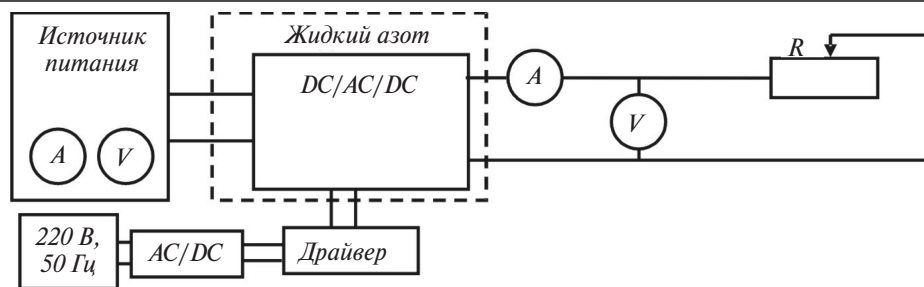 Источник
питания
A
V
Жидкий азот
DC/AC/DC
A
V
R
220 В,
50 Гц
AC/DC
Драйвер